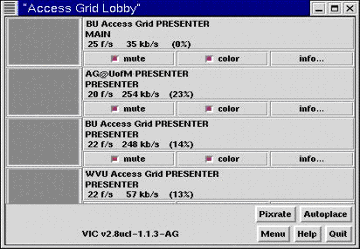 "Access Grid Lobby"
BU Access Grid PRESENTER
MAIN
25 f/s 35 kb/s (0%)
mute color info...
AG@UofM PRESENTER
PRESENTER
20 f/s 254 kb/s (23%)
mute color info...
BU Access Grid PRESENTER
PRESENTER
22 f/s 248 kb/s (14%)
mute color info...
WVU Access Grid PRESENTER
PRESENTER
22 f/s 57 kb/s (13%)
Pixrate Autoplace
VIC v2.8ucl-1.1.3-AG Menu Help Quit